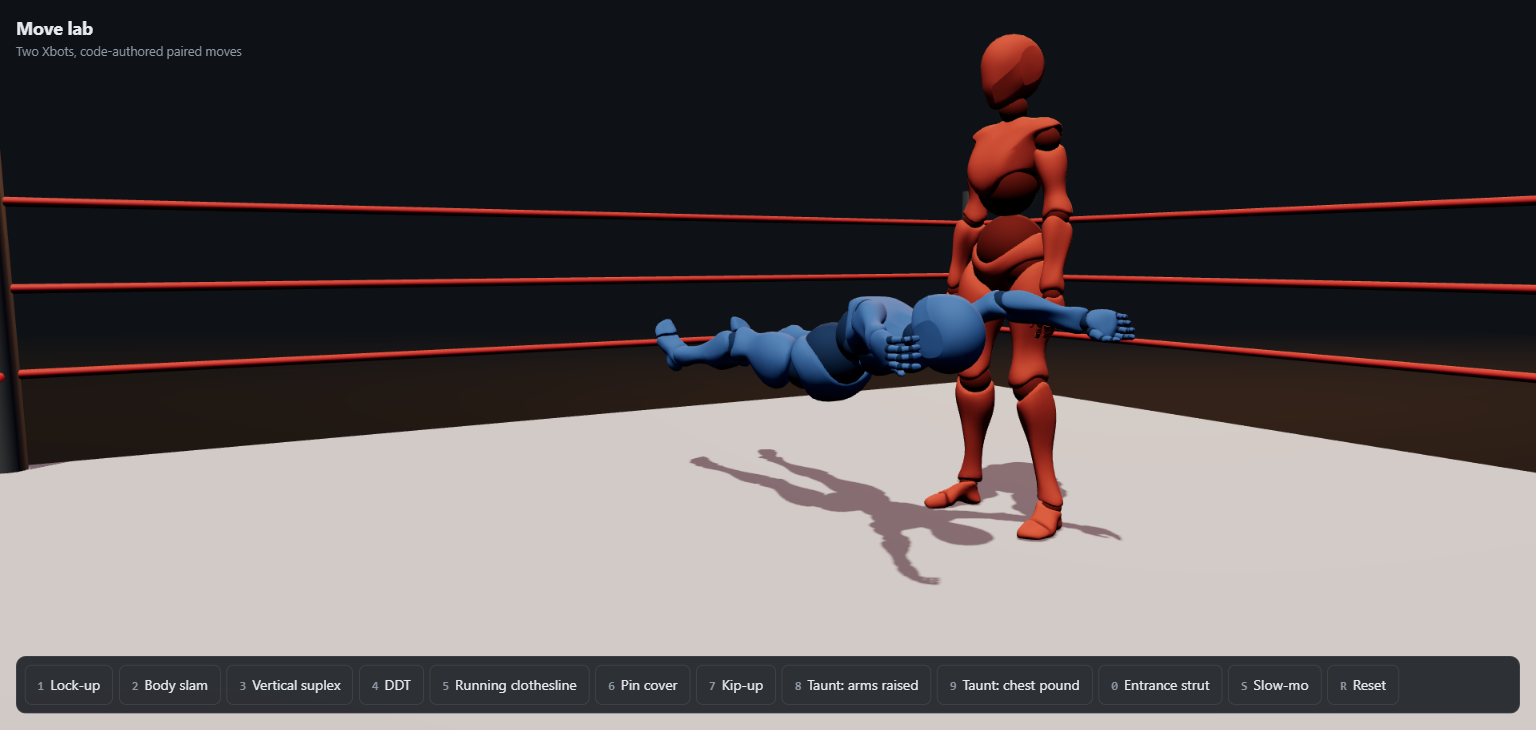 Move lab
Two Xbots, code-authored paired moves
1 Lock-up 2 Body slam 3 Vertical suplex 4 DDT 5 Running clothesline 6 Pin cover 7 Kip-up 8 Taunt: arms raised 9 Taunt: chest pound 0 Entrance strut S Slow-mo R Reset